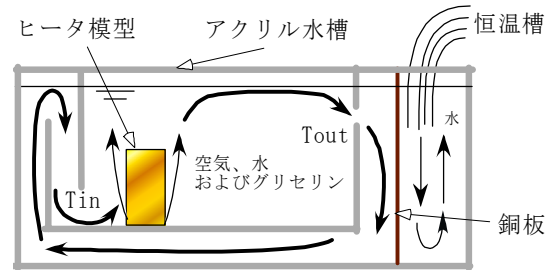 ヒータ模型
アクリル水槽
恒温槽
水
Tout
空気、水
およびグリセリン
Tin
銅板